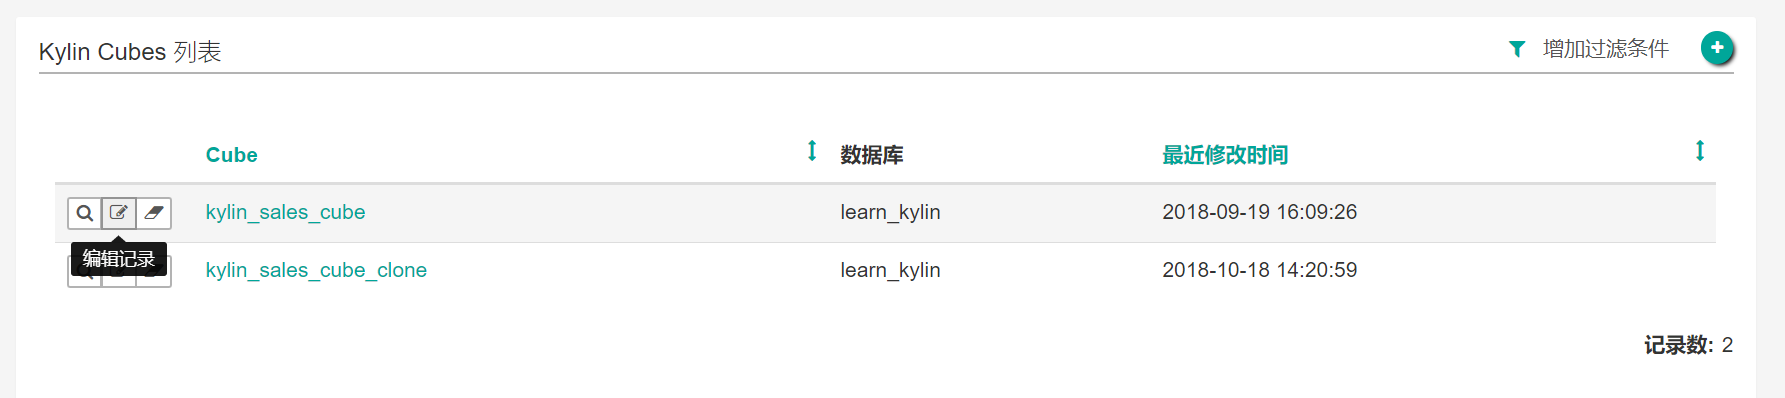 Kylin Cubes 列表
增加过滤条件
Cube 数据库 最近修改时间
kylin_sales_cube learn_kylin 2018-09-19 16:09:26
编辑记录
kylin_sales_cube_clone learn_kylin 2018-10-18 14:20:59
记录数: 2